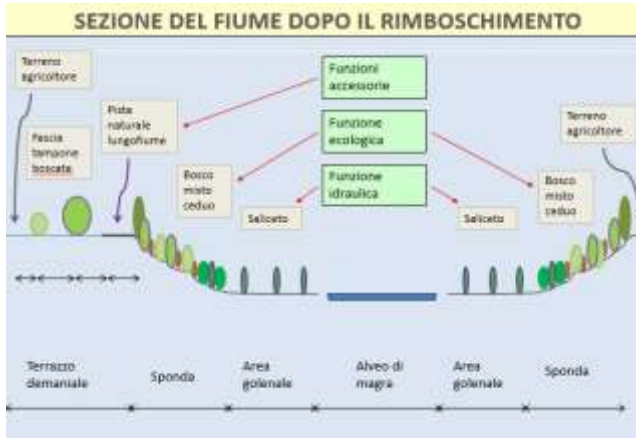 SEZIONE DEL FIUME DOPO IL RIMBOSCHIMENTO
Terreno
agricoltore
Fascia
tampone
boscata
Pista
naturale
lungofiume
Funzioni
accessorie
Funzione
ecologica
Funzione
idraulica
Bosco
misto
ceduo
Saliceto
Saliceto
Bosco
misto
ceduo
Terreno
agricoltore
Terrazzo
demaniale
Sponda
Area
golenale
Alveo di
magra
Area
golenale
Sponda